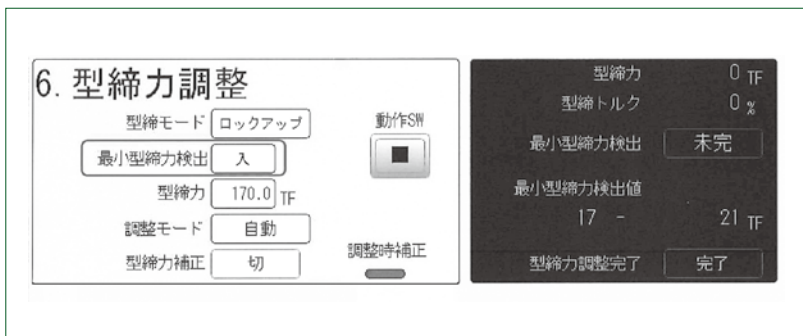 6. 型締力調整
型締モード ロックアップ
動作SW
最小型締力検出 入
型締力 170.0 TF
調整モード 自動
型締力補正 切
調整時補正
型締力 0 TF
型締トルク 0 %
最小型締力検出 未完
最小型締力検出値
17 - 21 TF
型締力調整完了 完了